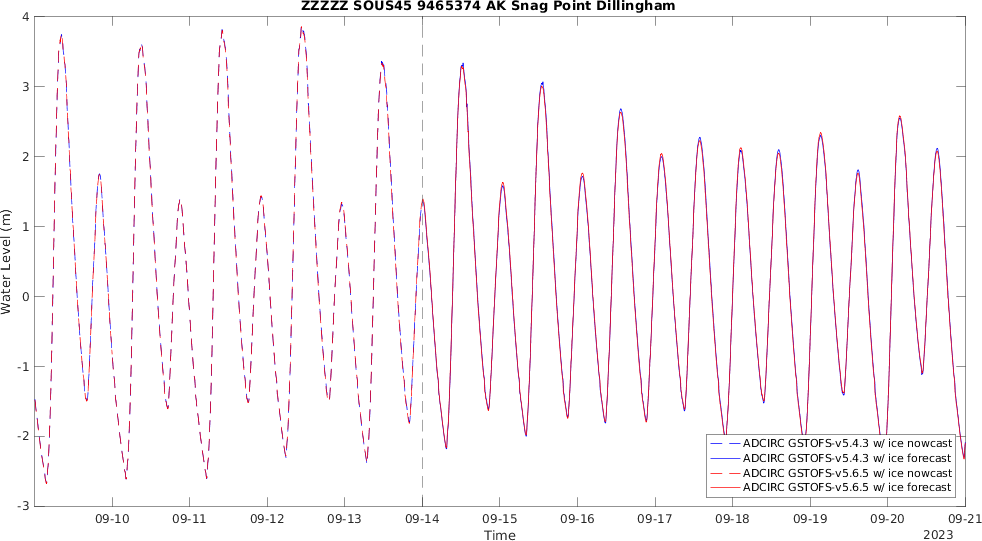 ZZZZZ SOUS45 9465374 AK Snag Point Dillingham
Water Level (m)
4
3
2
1
0
-1
-2
-3
ADCIRC GSTOFS-v5.4.3 w/ ice nowcast
ADCIRC GSTOFS-v5.4.3 w/ ice forecast
ADCIRC GSTOFS-v5.6.5 w/ ice nowcast
ADCIRC GSTOFS-v5.6.5 w/ ice forecast
09-10 09-11 09-12 09-13 09-14 09-15 09-16 09-17 09-18 09-19 09-20 09-21
Time
2023